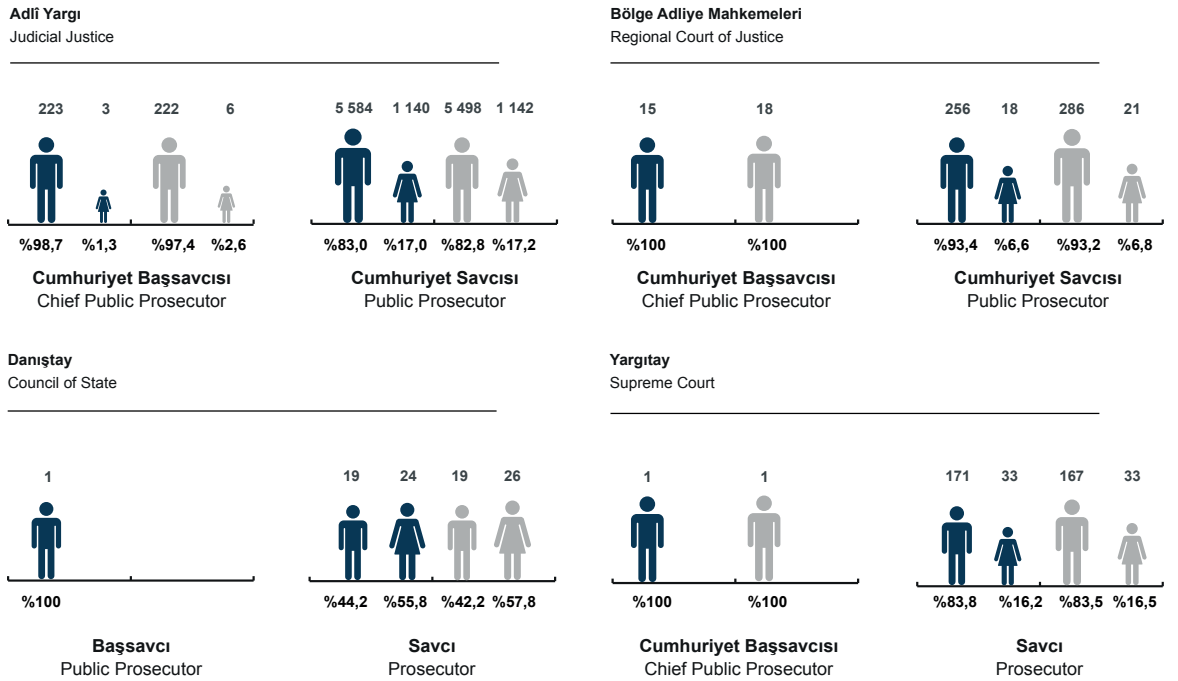 Adlî Yargı
Judicial Justice
223 3 222 6
%98,7 %1,3 %97,4 %2,6
Cumhuriyet Başsavcısı
Chief Public Prosecutor
5 584 1 140 5 498 1 142
%83,0 %17,0 %82,8 %17,2
Cumhuriyet Savcısı
Public Prosecutor
Bölge Adliye Mahkemeleri
Regional Court of Justice
15 18
%100 %100
Cumhuriyet Başsavcısı
Chief Public Prosecutor
256 18 286 21
%93,4 %6,6 %93,2 %6,8
Cumhuriyet Savcısı
Public Prosecutor
Danıştay
Council of State
1
%100
Başsavcı
Public Prosecutor
19 24 19 26
%44,2 %55,8 %42,2 %57,8
Savcı
Prosecutor
Yargıtay
Supreme Court
1 1
%100 %100
Cumhuriyet Başsavcısı
Chief Public Prosecutor
171 33 167 33
%83,8 %16,2 %83,5 %16,5
Savcı
Prosecutor